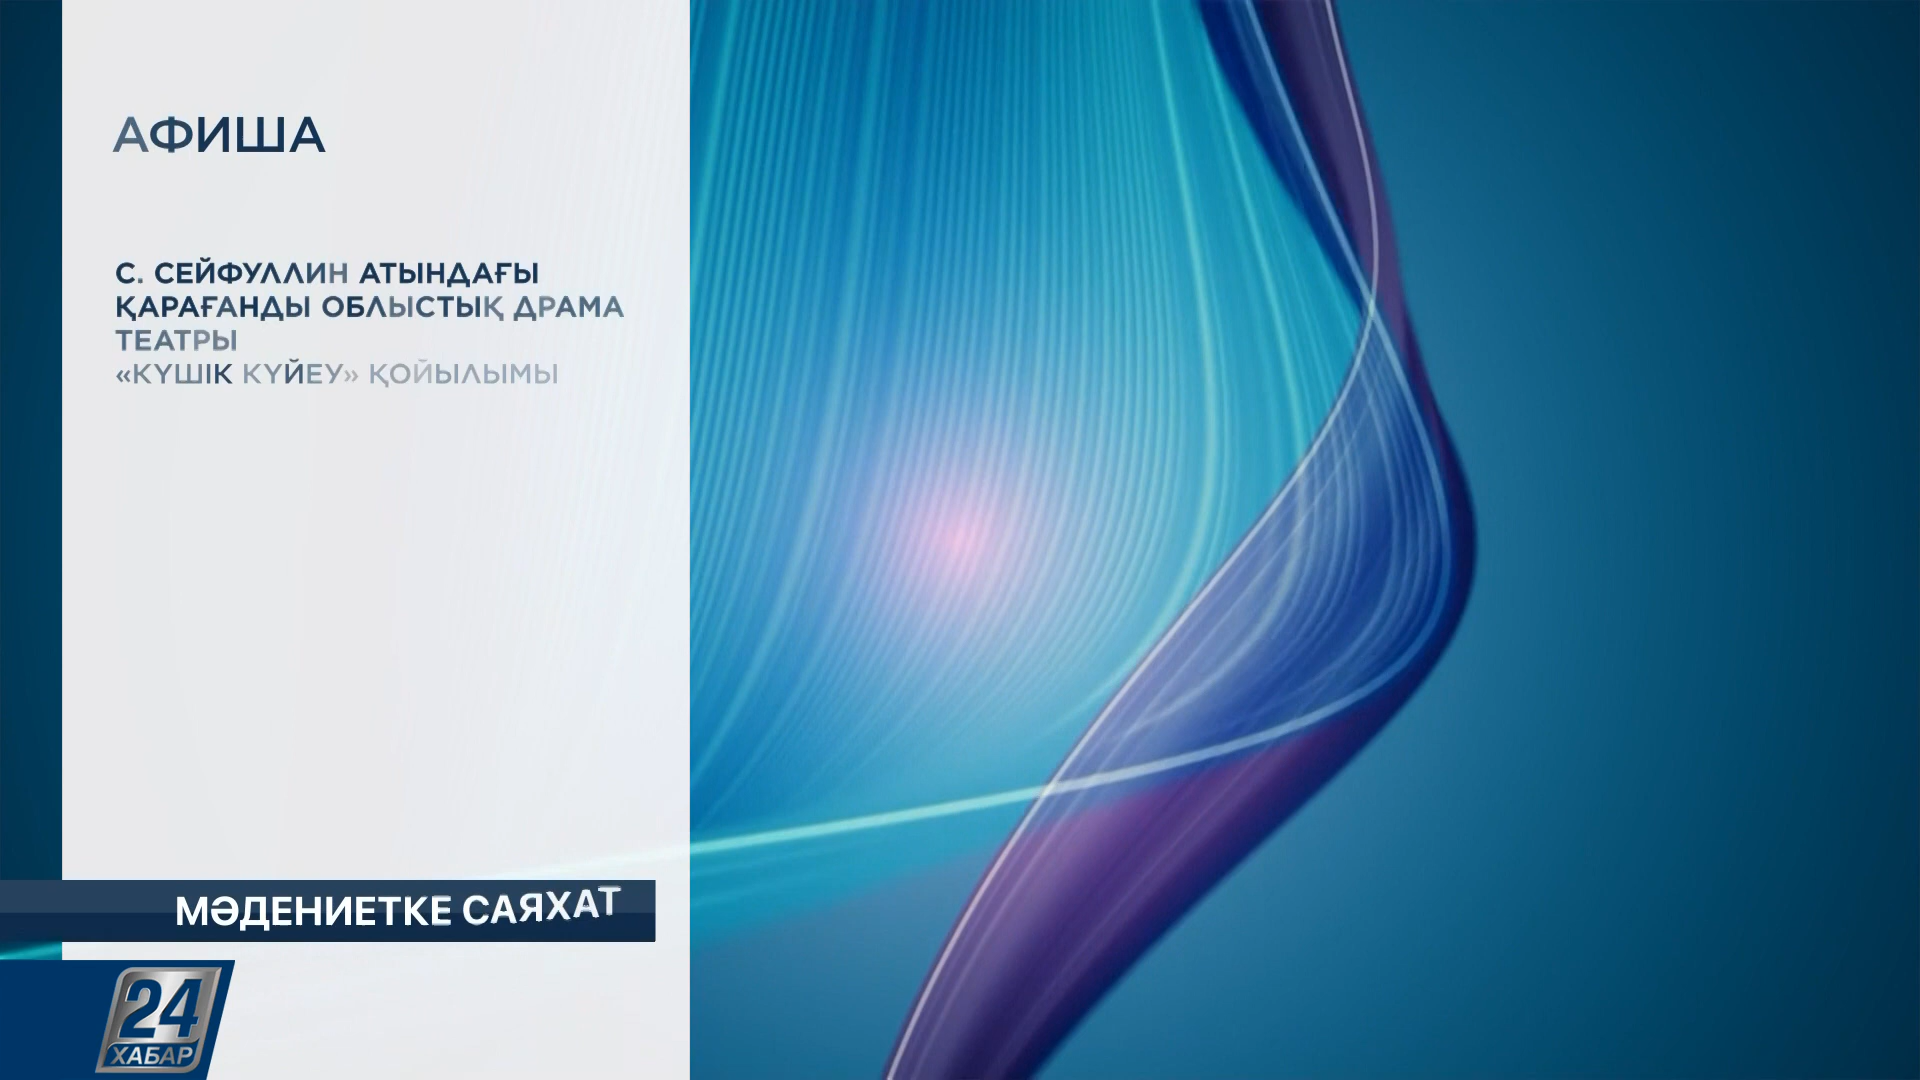 АФИША
С. СЕЙФУЛЛИН АТЫНДАҒЫ
ҚАРАҒАНДЫ ОБЛЫСТЫҚ ДРАМА
ТЕАТРЫ
«КҮШІК КҮЙЕУ» ҚОЙЫЛЫМЫ
МӘДЕНИЕТКЕ САЯХАТ
24
ХАБАР